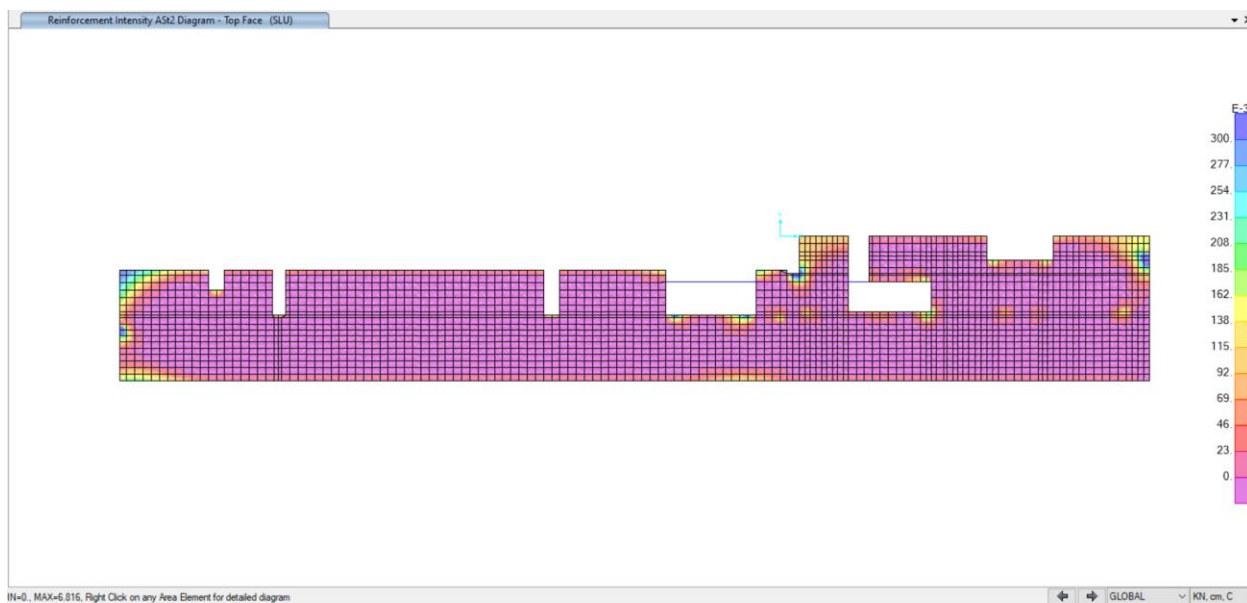 Reinforcement Intensity ASt2 Diagram - Top Face (SLU)
E-3
300.
277.
254.
231.
208.
185.
162.
138.
115.
92.
69.
46.
23.
0.
IN=0., MAX=6.816, Right Click on any Area Element for detailed diagram
GLOBAL
KN, cm, C